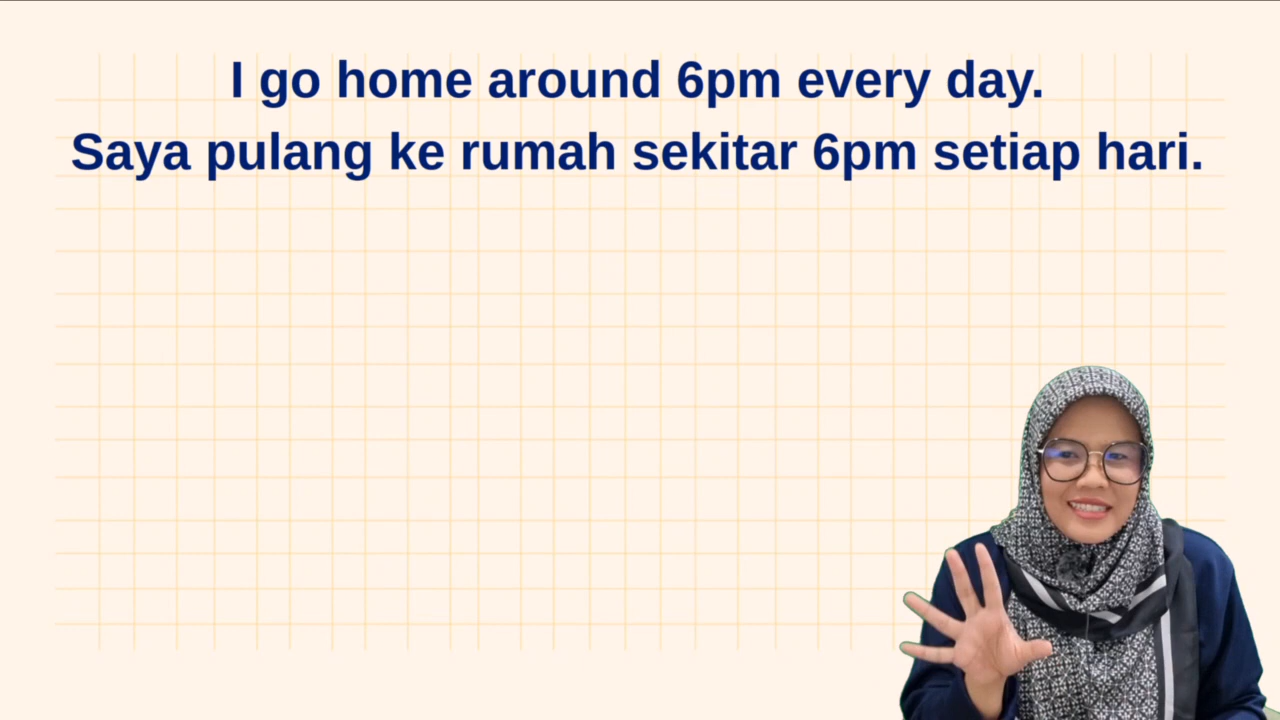 I go home around 6pm every day.
Saya pulang ke rumah sekitar 6pm setiap hari.